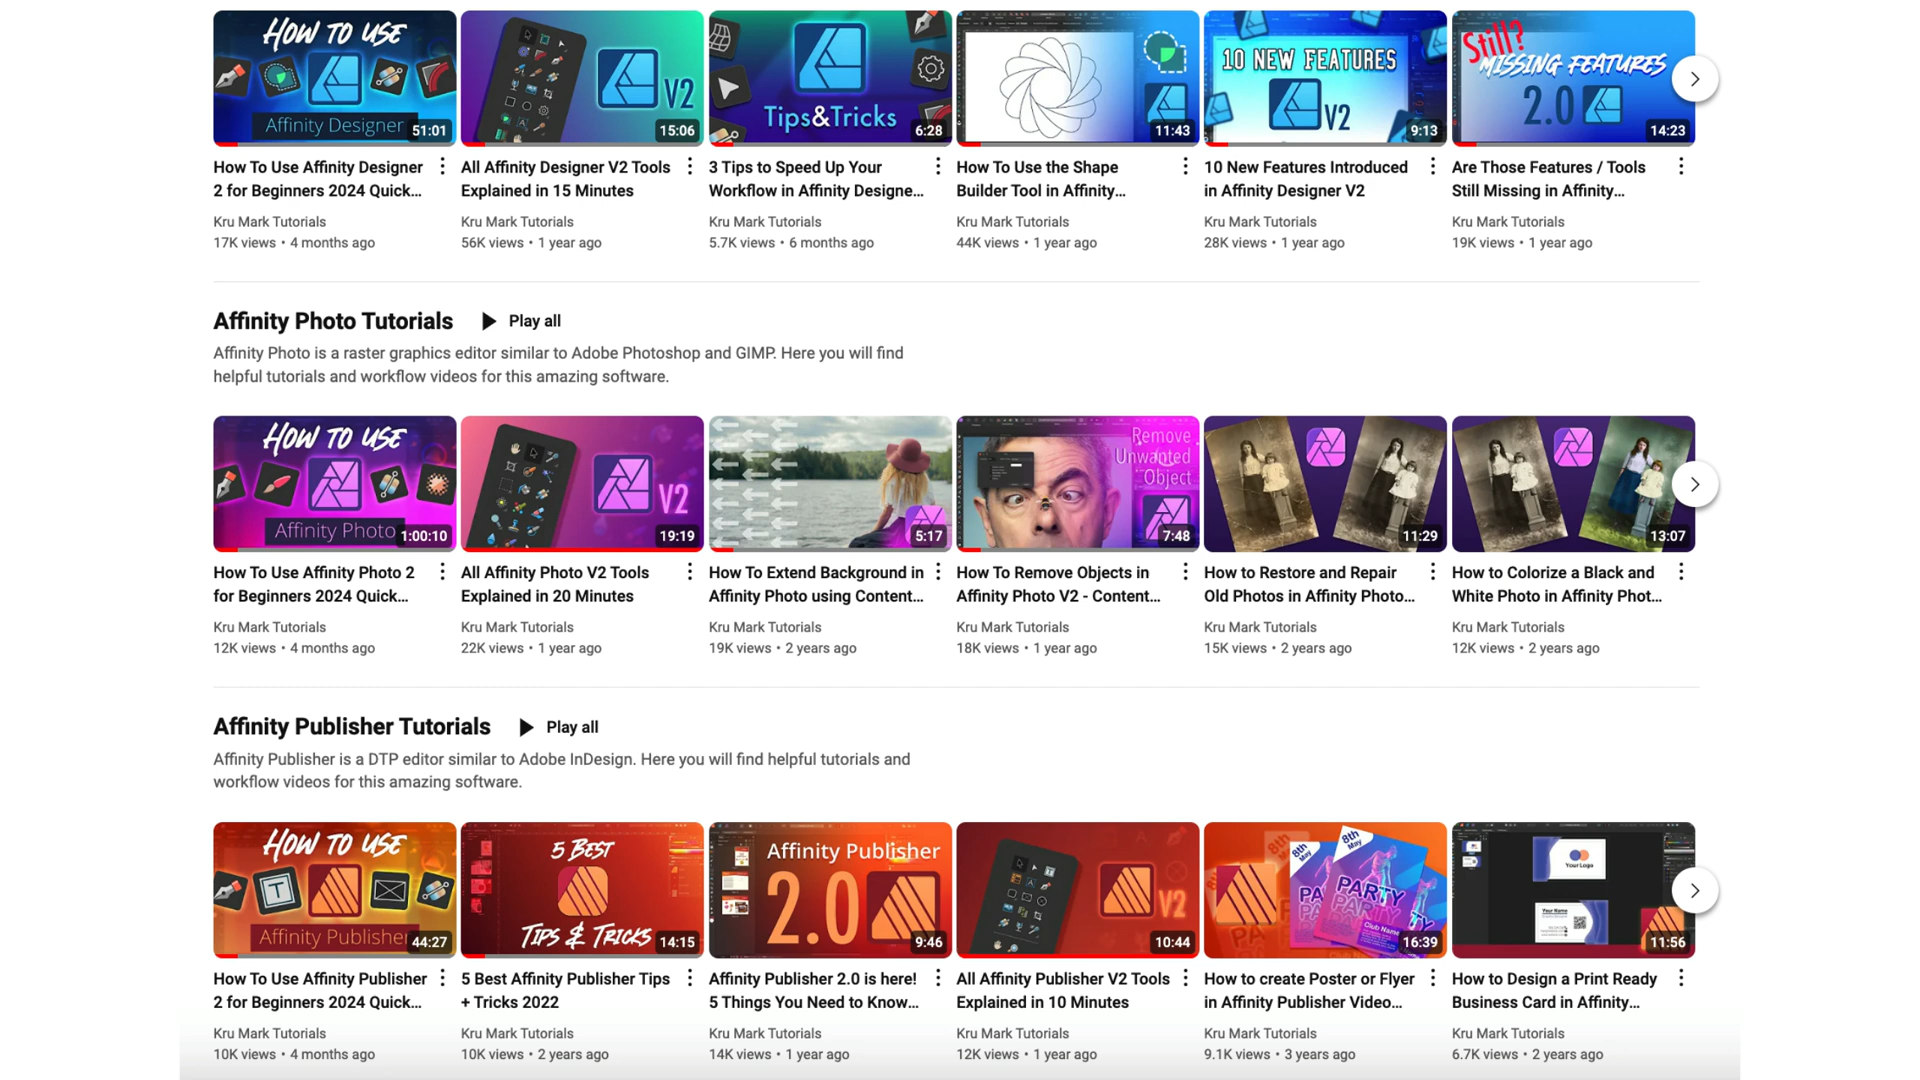 HOW TO USE
Affinity Designer
51:01
V2
15:06
Tips&Tricks
6:28
11:43
10 NEW FEATURES
V2
9:13
Still?
MISSING FEATURES
2.0
14:23
How To Use Affinity Designer
2 for Beginners 2024 Quick...
Kru Mark Tutorials
17K views • 4 months ago
All Affinity Designer V2 Tools
Explained in 15 Minutes
Kru Mark Tutorials
56K views • 1 year ago
3 Tips to Speed Up Your
Workflow in Affinity Designe...
Kru Mark Tutorials
5.7K views • 6 months ago
How To Use the Shape
Builder Tool in Affinity...
Kru Mark Tutorials
44K views • 1 year ago
10 New Features Introduced
in Affinity Designer V2
Kru Mark Tutorials
28K views • 1 year ago
Are Those Features / Tools
Still Missing in Affinity...
Kru Mark Tutorials
19K views • 1 year ago
Affinity Photo Tutorials
Play all
Affinity Photo is a raster graphics editor similar to Adobe Photoshop and GIMP. Here you will find
helpful tutorials and workflow videos for this amazing software.
HOW TO USE
Affinity Photo
1:00:10
V2
19:19
5:17
Remove
Unwanted
Object
7:48
11:29
13:07
How To Use Affinity Photo 2
for Beginners 2024 Quick...
Kru Mark Tutorials
12K views • 4 months ago
All Affinity Photo V2 Tools
Explained in 20 Minutes
Kru Mark Tutorials
22K views • 1 year ago
How To Extend Background in
Affinity Photo using Content...
Kru Mark Tutorials
19K views • 2 years ago
How To Remove Objects in
Affinity Photo V2 - Content...
Kru Mark Tutorials
18K views • 1 year ago
How to Restore and Repair
Old Photos in Affinity Photo...
Kru Mark Tutorials
15K views • 2 years ago
How to Colorize a Black and
White Photo in Affinity Phot...
Kru Mark Tutorials
12K views • 2 years ago
Affinity Publisher Tutorials
Play all
Affinity Publisher is a DTP editor similar to Adobe InDesign. Here you will find helpful tutorials and
workflow videos for this amazing software.
HOW TO USE
T
Affinity Publisher
44:27
5 BEST
TIPS & TRICKS
14:15
Affinity Publisher
2.0
9:46
V2
10:44
8th
May
8th
May
PARTY
PARTY
PARTY
Club Name
16:39
Your Logo
Your Name
11:56
How To Use Affinity Publisher
2 for Beginners 2024 Quick...
Kru Mark Tutorials
10K views • 4 months ago
5 Best Affinity Publisher Tips
+ Tricks 2022
Kru Mark Tutorials
10K views • 2 years ago
Affinity Publisher 2.0 is here!
5 Things You Need to Know...
Kru Mark Tutorials
14K views • 1 year ago
All Affinity Publisher V2 Tools
Explained in 10 Minutes
Kru Mark Tutorials
12K views • 1 year ago
How to create Poster or Flyer
in Affinity Publisher Video...
Kru Mark Tutorials
9.1K views • 3 years ago
How to Design a Print Ready
Business Card in Affinity...
Kru Mark Tutorials
6.7K views • 2 years ago